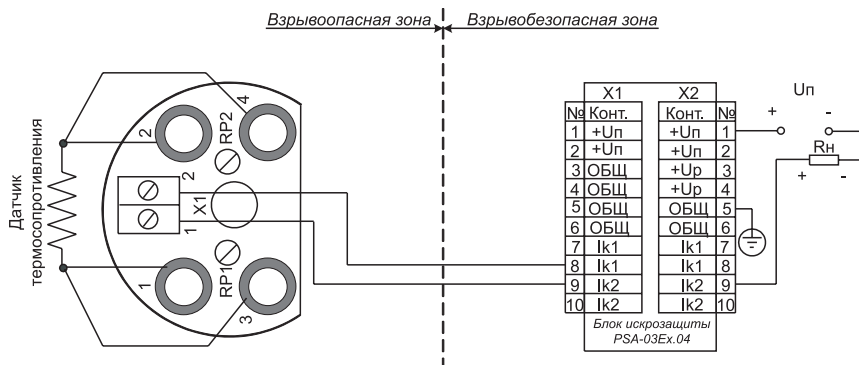 Взрывоопасная зона
Взрывобезопасная зона
Датчик
термосопротивления
2
4
RP2
2
X1
1
RP1
1
3
X1 X2
№ Конт. Конт. №
1 +Uп +Uп 1
2 +Uп +Uп 2
3 ОБЩ +Uр 3
4 ОБЩ +Uр 4
5 ОБЩ ОБЩ 5
6 ОБЩ ОБЩ 6
7 Ik1 Ik1 7
8 Ik1 Ik1 8
9 Ik2 Ik2 9
10 Ik2 Ik2 10
Блок искрозащиты
PSA-03Ex.04
Uп
+ -
Rн
+ -